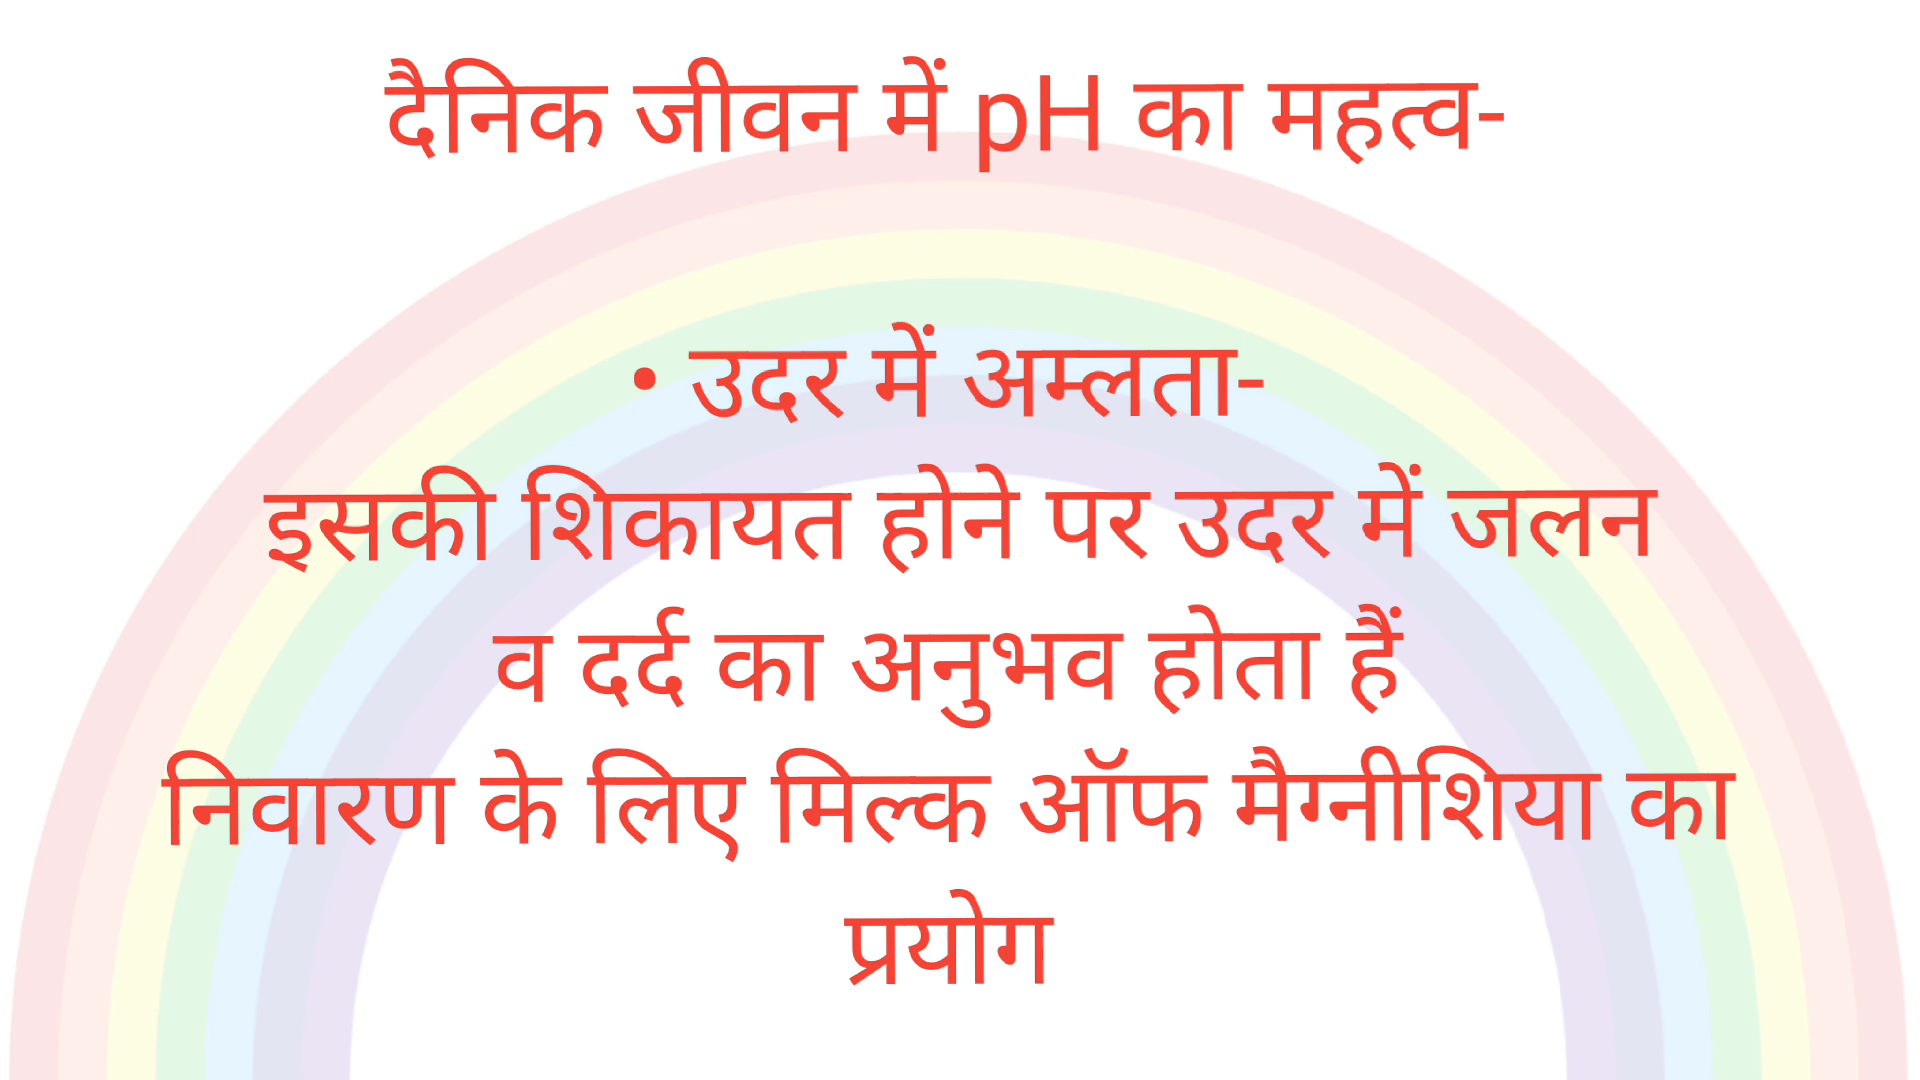 दैनिक जीवन में pH का महत्व-
• उदर में अम्लता-
इसकी शिकायत होने पर उदर में जलन
व दर्द का अनुभव होता हैं
निवारण के लिए मिल्क ऑफ मैग्नीशिया का
प्रयोग